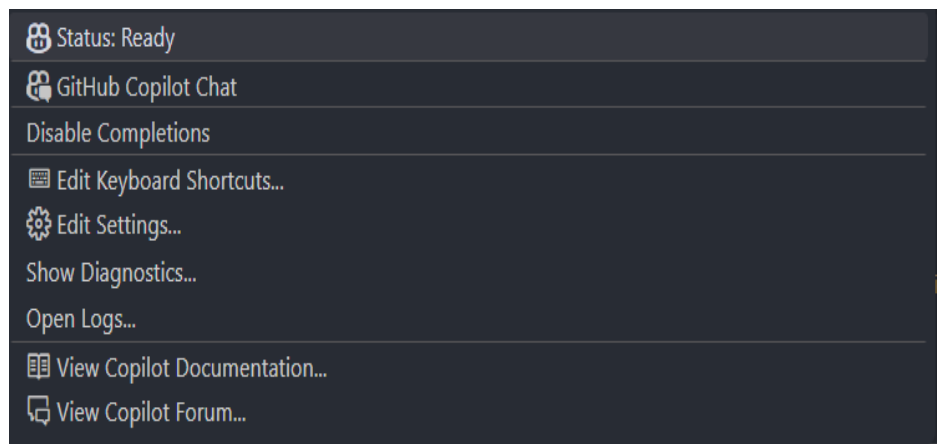 Status: Ready
GitHub Copilot Chat
Disable Completions
Edit Keyboard Shortcuts...
Edit Settings...
Show Diagnostics...
Open Logs...
View Copilot Documentation...
View Copilot Forum...